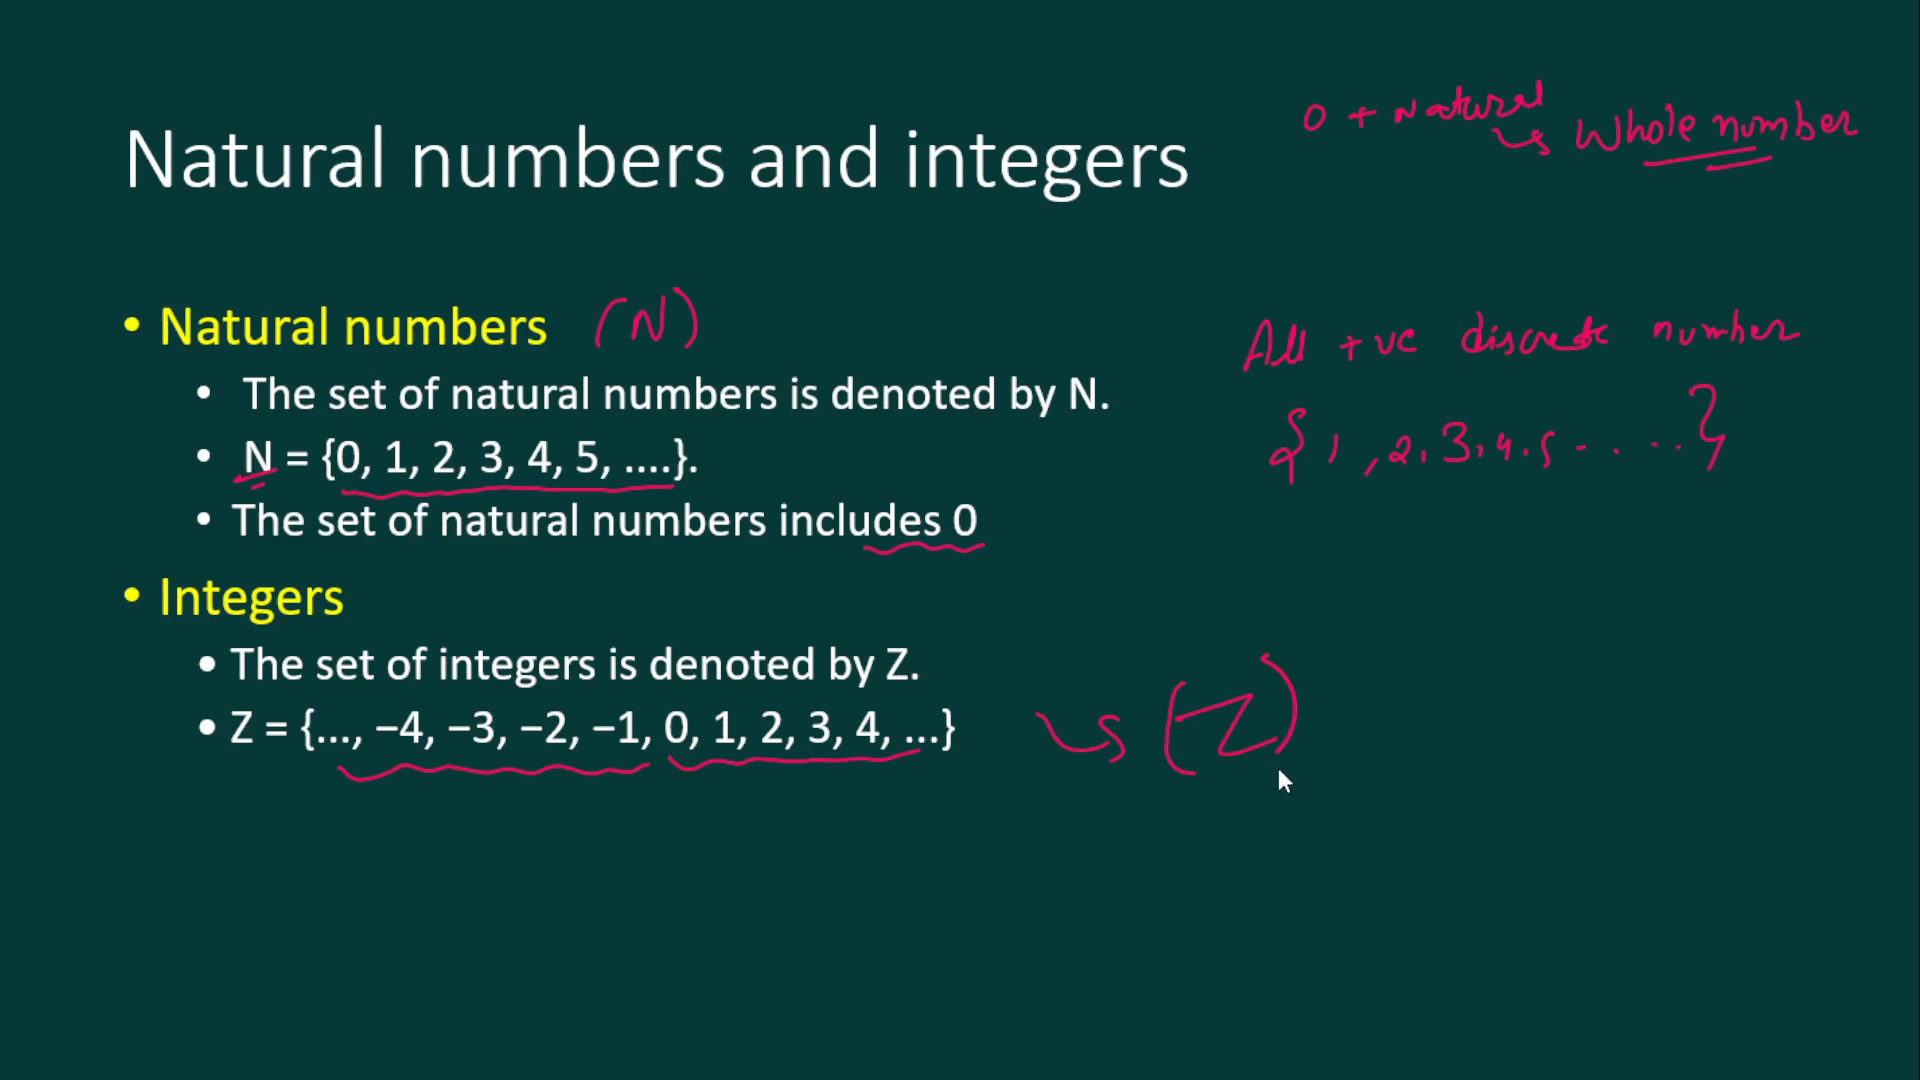 0 + Natural
Whole number
Natural numbers and integers
• Natural numbers (N)
All +ve discrete number
• The set of natural numbers is denoted by N.
• N = {0, 1, 2, 3, 4, 5, ....}.
{1, 2, 3, 4, 5 - . . . . }
• The set of natural numbers includes 0
• Integers
• The set of integers is denoted by Z.
• Z = {..., −4, −3, −2, −1, 0, 1, 2, 3, 4, ...}
(Z)